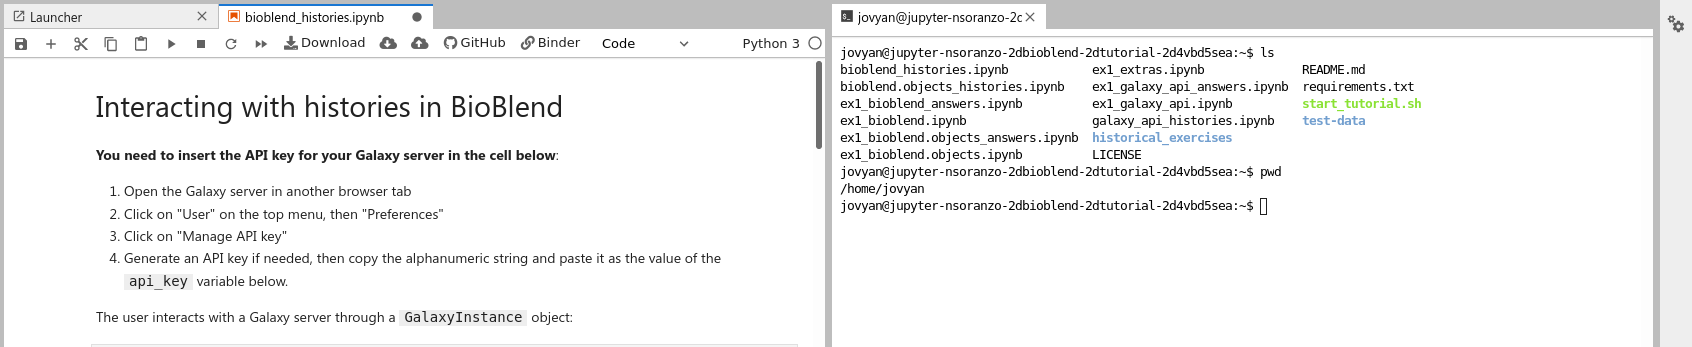 Launcher
bioblend_histories.ipynb
Download GitHub Binder Code Python 3
Interacting with histories in BioBlend
You need to insert the API key for your Galaxy server in the cell below:
1. Open the Galaxy server in another browser tab
2. Click on "User" on the top menu, then "Preferences"
3. Click on "Manage API key"
4. Generate an API key if needed, then copy the alphanumeric string and paste it as the value of the
api_key variable below.
The user interacts with a Galaxy server through a GalaxyInstance object:
jovyan@jupyter-nsoranzo-2c
jovyan@jupyter-nsoranzo-2dbioblend-2dtutorial-2d4vbd5sea:~$ ls
bioblend_histories.ipynb ex1_extras.ipynb README.md
bioblend.objects_histories.ipynb ex1_galaxy_api_answers.ipynb requirements.txt
ex1_bioblend_answers.ipynb ex1_galaxy_api.ipynb start_tutorial.sh
ex1_bioblend.ipynb galaxy_api_histories.ipynb test-data
ex1_bioblend.objects_answers.ipynb historical_exercises
ex1_bioblend.objects.ipynb LICENSE
jovyan@jupyter-nsoranzo-2dbioblend-2dtutorial-2d4vbd5sea:~$ pwd
/home/jovyan
jovyan@jupyter-nsoranzo-2dbioblend-2dtutorial-2d4vbd5sea:~$